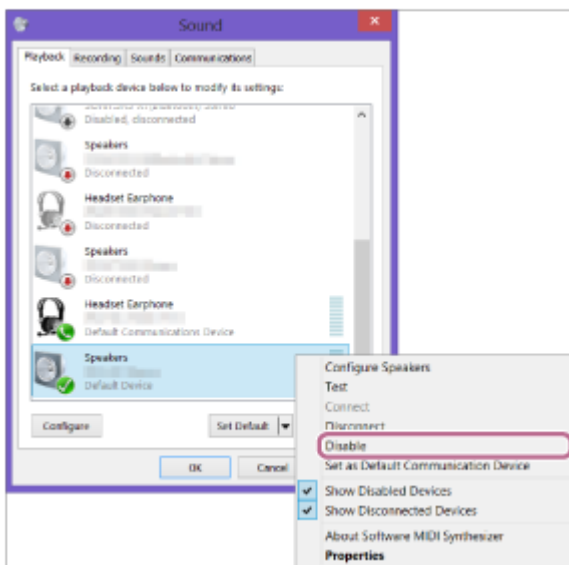 Sound
Playback Recording Sounds Communications
Select a playback device below to modify its settings:
Disabled, disconnected
Speakers
Disconnected
Headset Earphone
Disconnected
Speakers
Disconnected
Headset Earphone
Default Communications Device
Speakers
Default Device
Configure
Set Default
OK
Cancel
Configure Speakers
Test
Connect
Disconnect
Disable
Set as Default Communication Device
Show Disabled Devices
Show Disconnected Devices
About Software MIDI Synthesizer
Properties